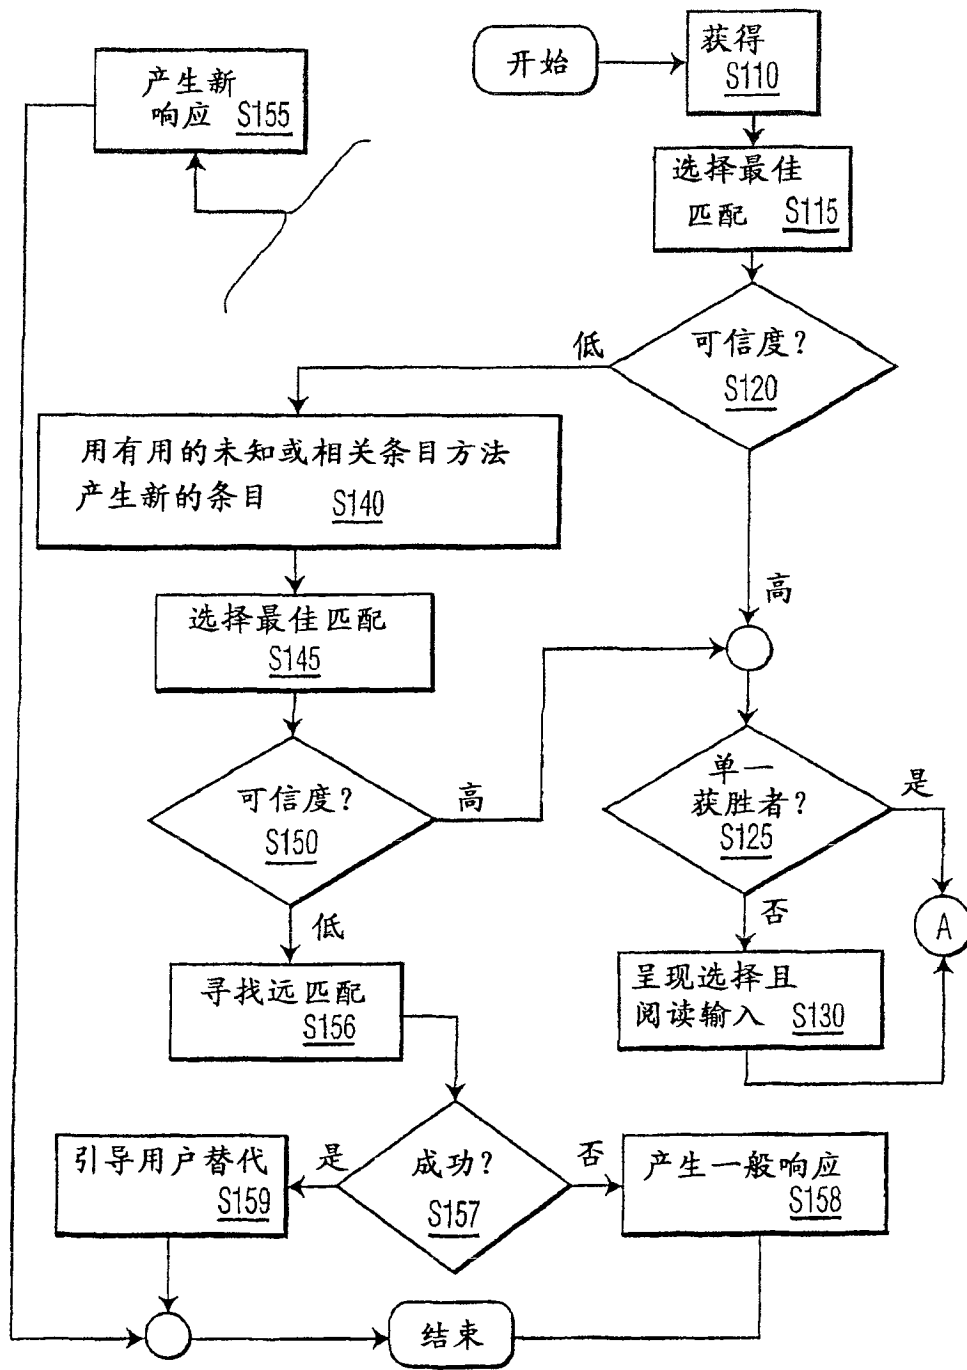 开始
获得
S110
产生新
响应 S155
选择最佳
匹配 S115
低
可信度?
S120
用有用的未知或相关条目方法
产生新的条目 S140
高
选择最佳匹配
S145
可信度?
S150
高
单一
获胜者?
S125
是
低
否
A
寻找远匹配
S156
呈现选择且
阅读输入 S130
引导用户替代
S159
是
成功?
S157
否
产生一般响应
S158
结束